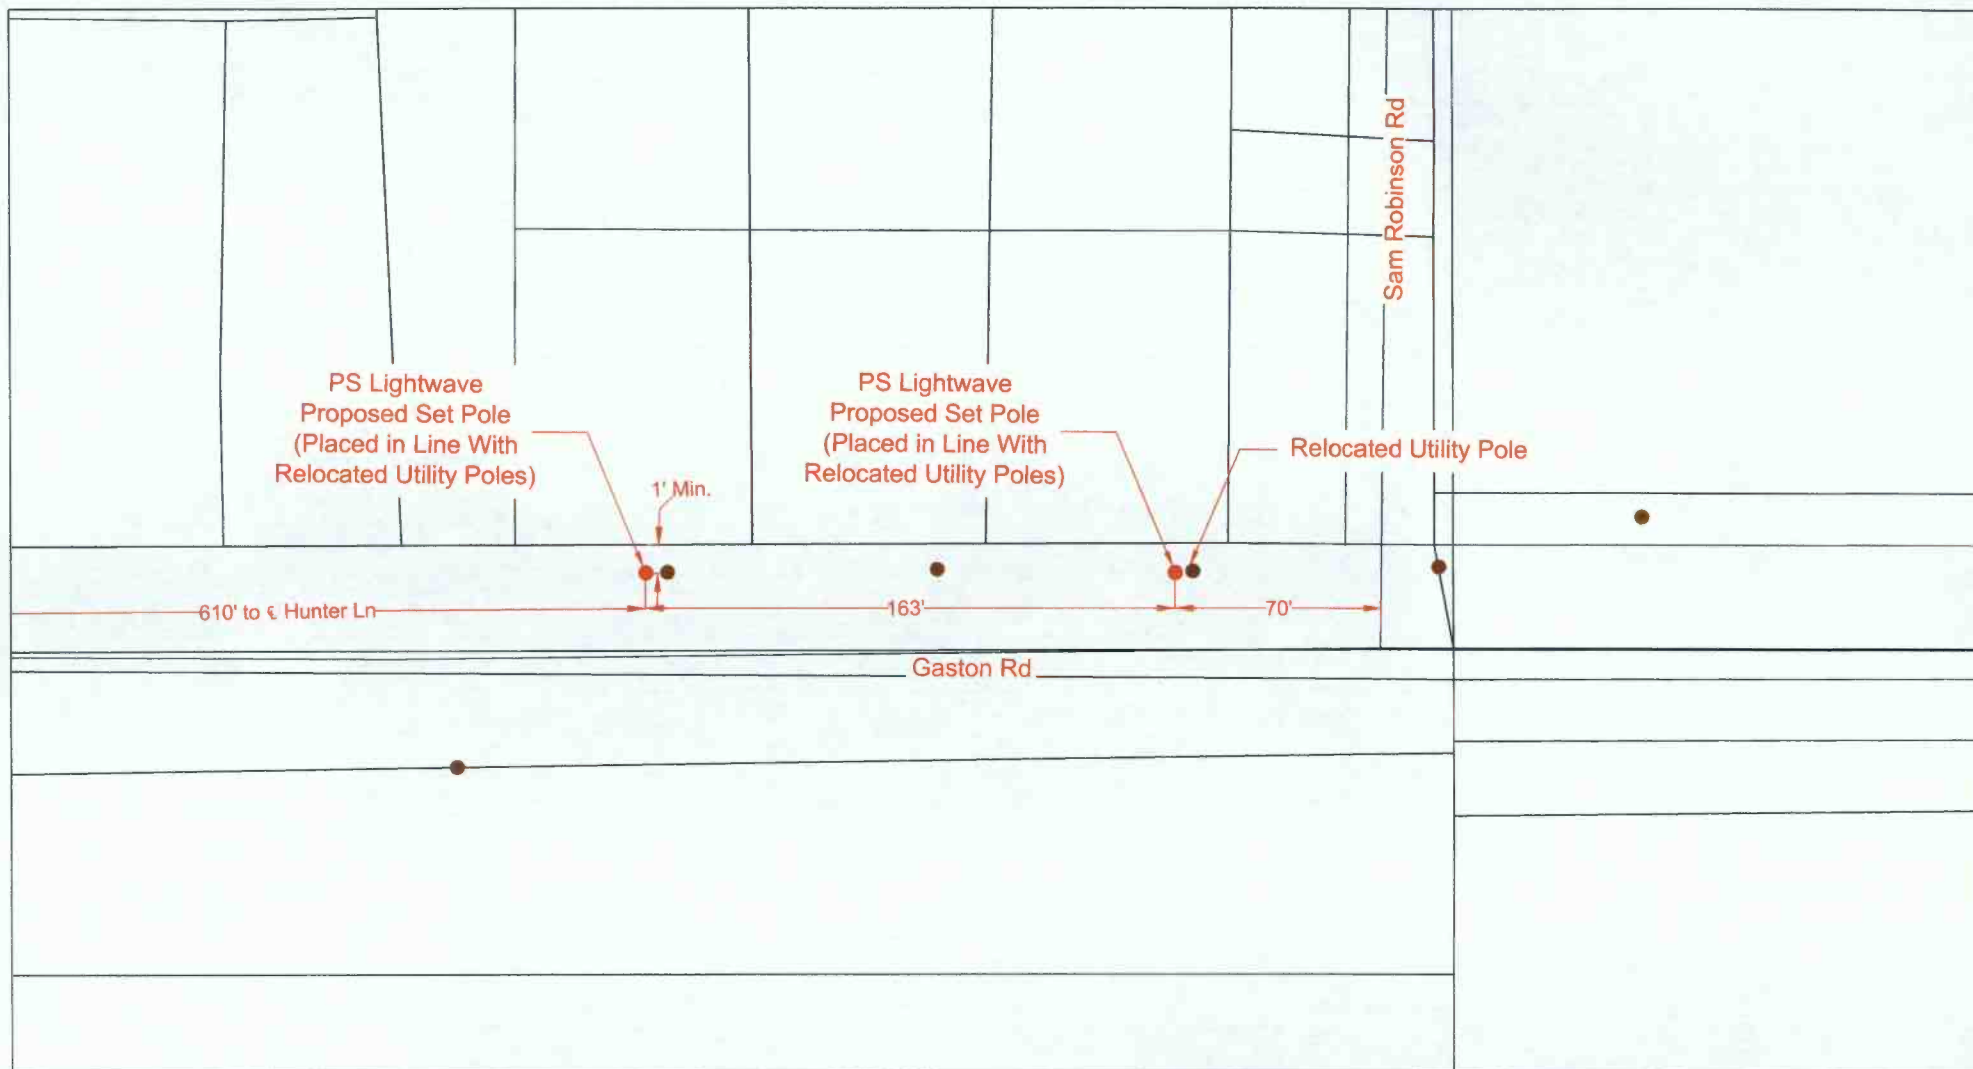 Sam Robinson Rd
PS Lightwave
Proposed Set Pole
(Placed in Line With
Relocated Utility Poles)
PS Lightwave
Proposed Set Pole
(Placed in Line With
Relocated Utility Poles)
Relocated Utility Pole
1' Min.
610' to ℄ Hunter Ln
163'
70'
Gaston Rd